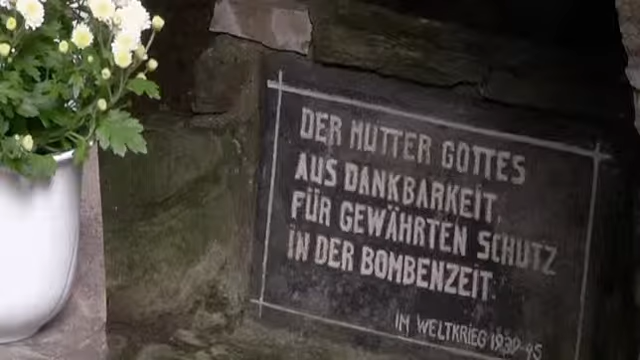 DER MUTTER GOTTES
AUS DANKBARKEIT,
FÜR GEWÄHRTEN SCHUTZ
IN DER BOMBENZEIT.
IM WELTKRIEG 1939-45